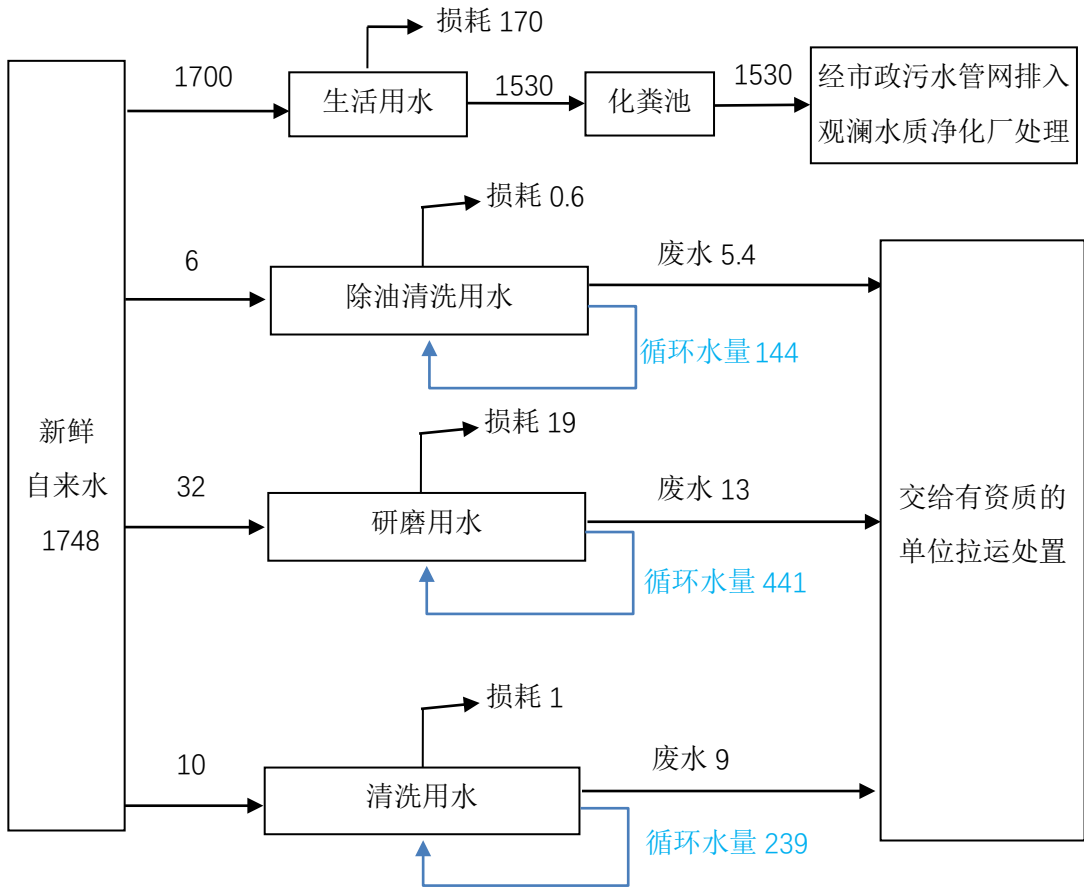 损耗 170
1700
生活用水
1530
化粪池
1530
经市政污水管网排入
观澜水质净化厂处理
损耗 0.6
6
除油清洗用水
废水 5.4
循环水量 144
新鲜
自来水
1748
损耗 19
32
研磨用水
废水 13
循环水量 441
交给有资质的
单位拉运处置
损耗 1
10
清洗用水
废水 9
循环水量 239